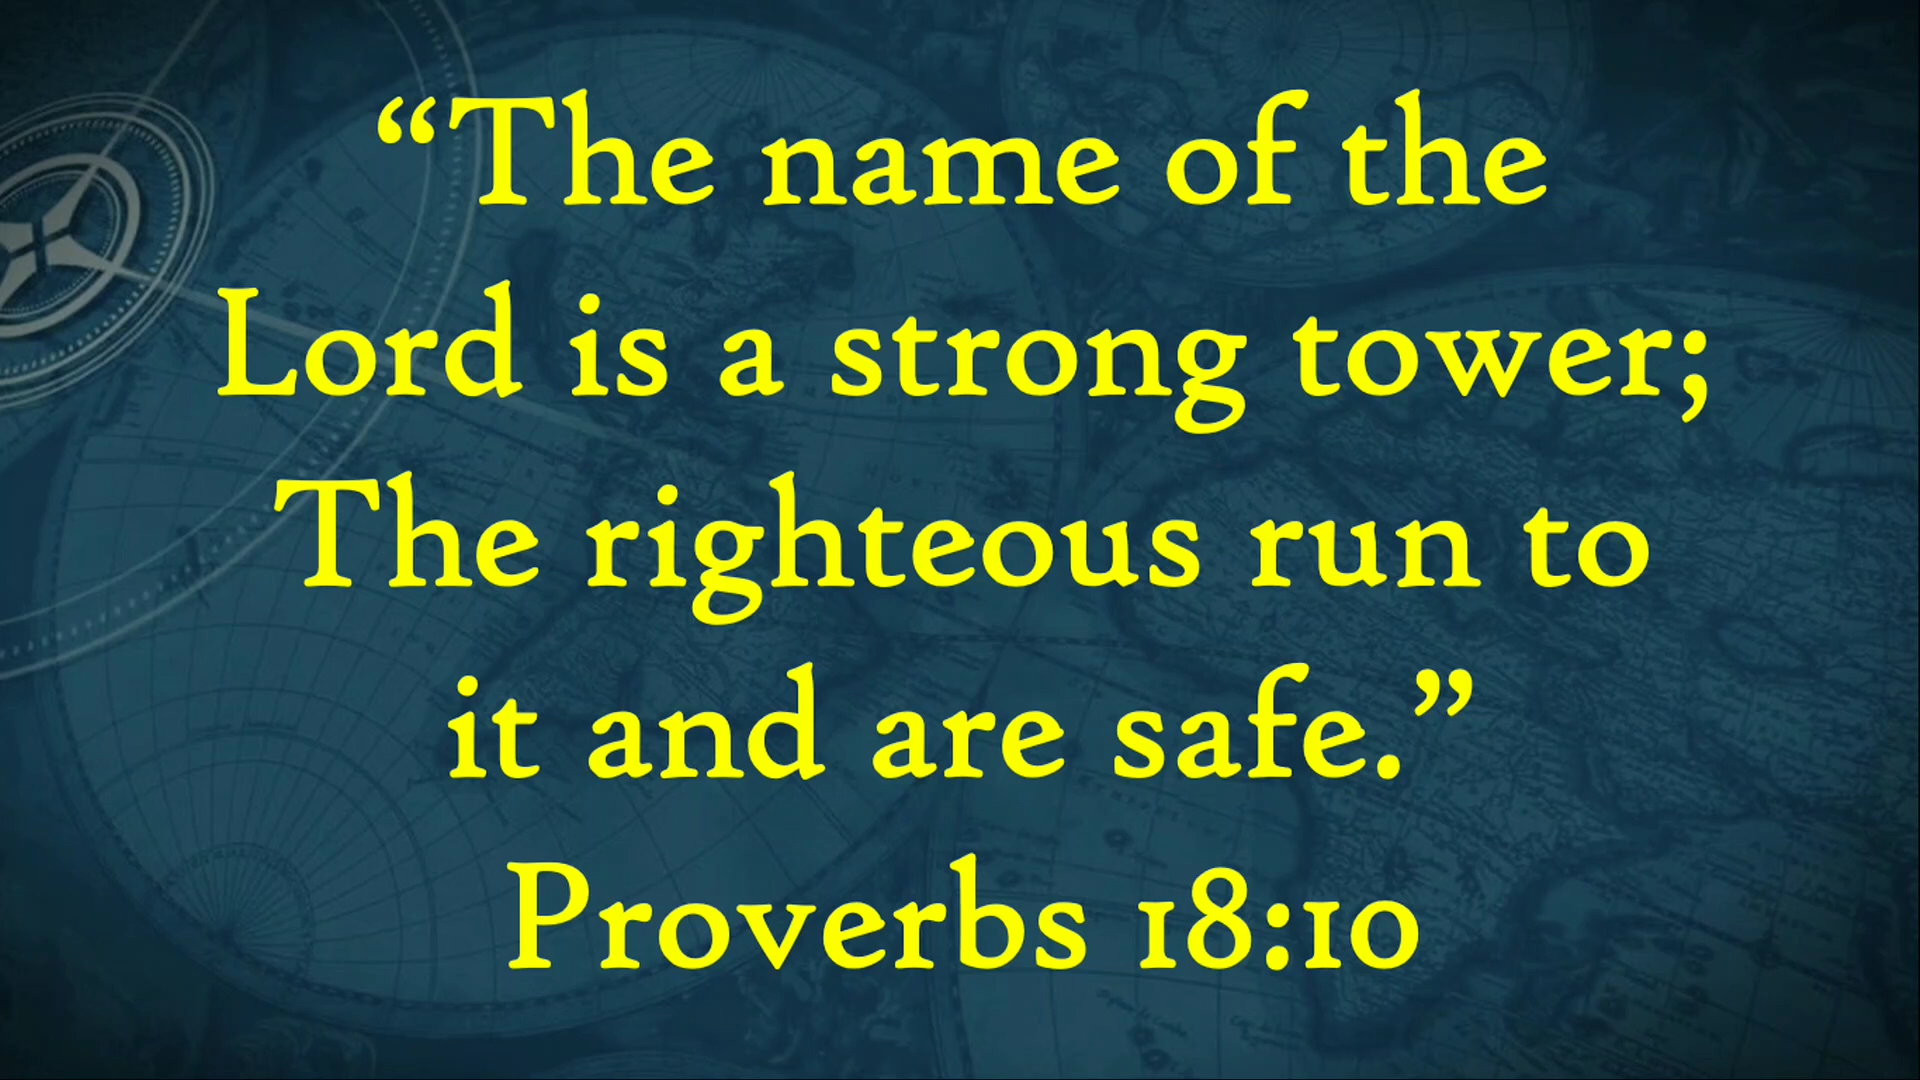 “The name of the
Lord is a strong tower;
The righteous run to
it and are safe.”
Proverbs 18:10